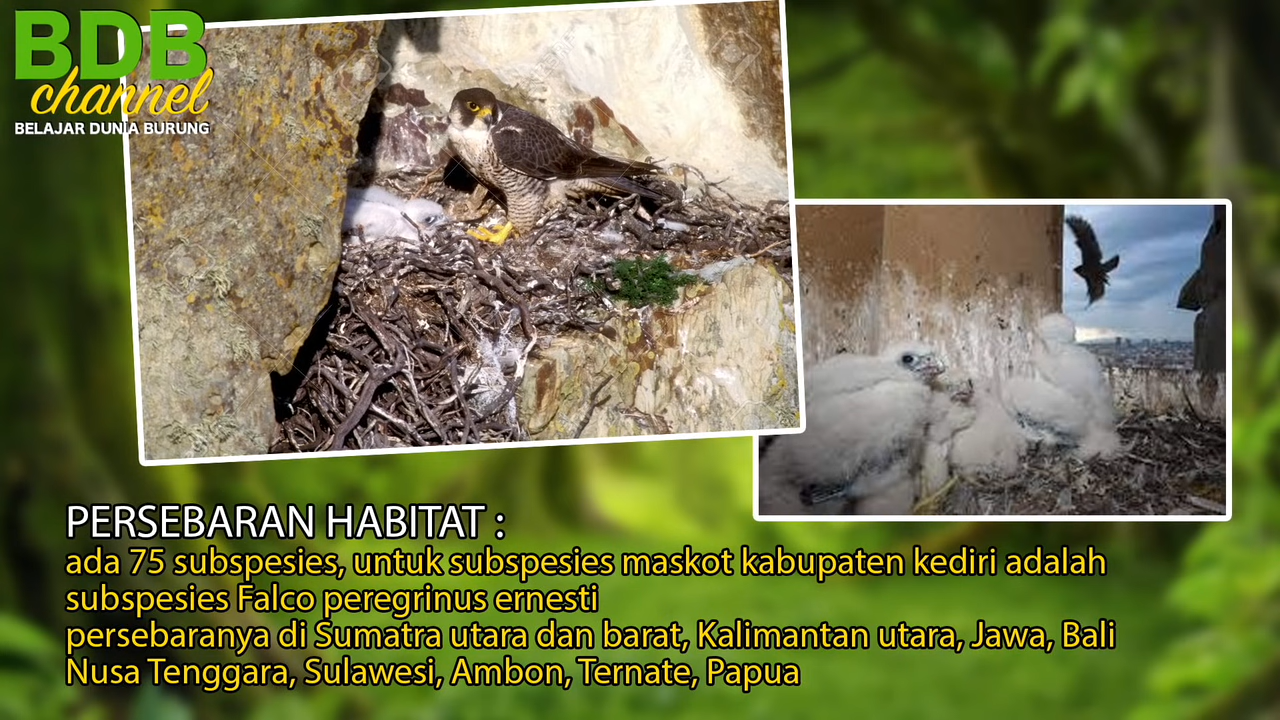 BDB
channel
BELAJAR DUNIA BURUNG
PERSEBARAN HABITAT :
ada 75 subspesies, untuk subspesies maskot kabupaten kediri adalah
subspesies Falco peregrinus ernesti
persebaranya di Sumatra utara dan barat, Kalimantan utara, Jawa, Bali
Nusa Tenggara, Sulawesi, Ambon, Ternate, Papua